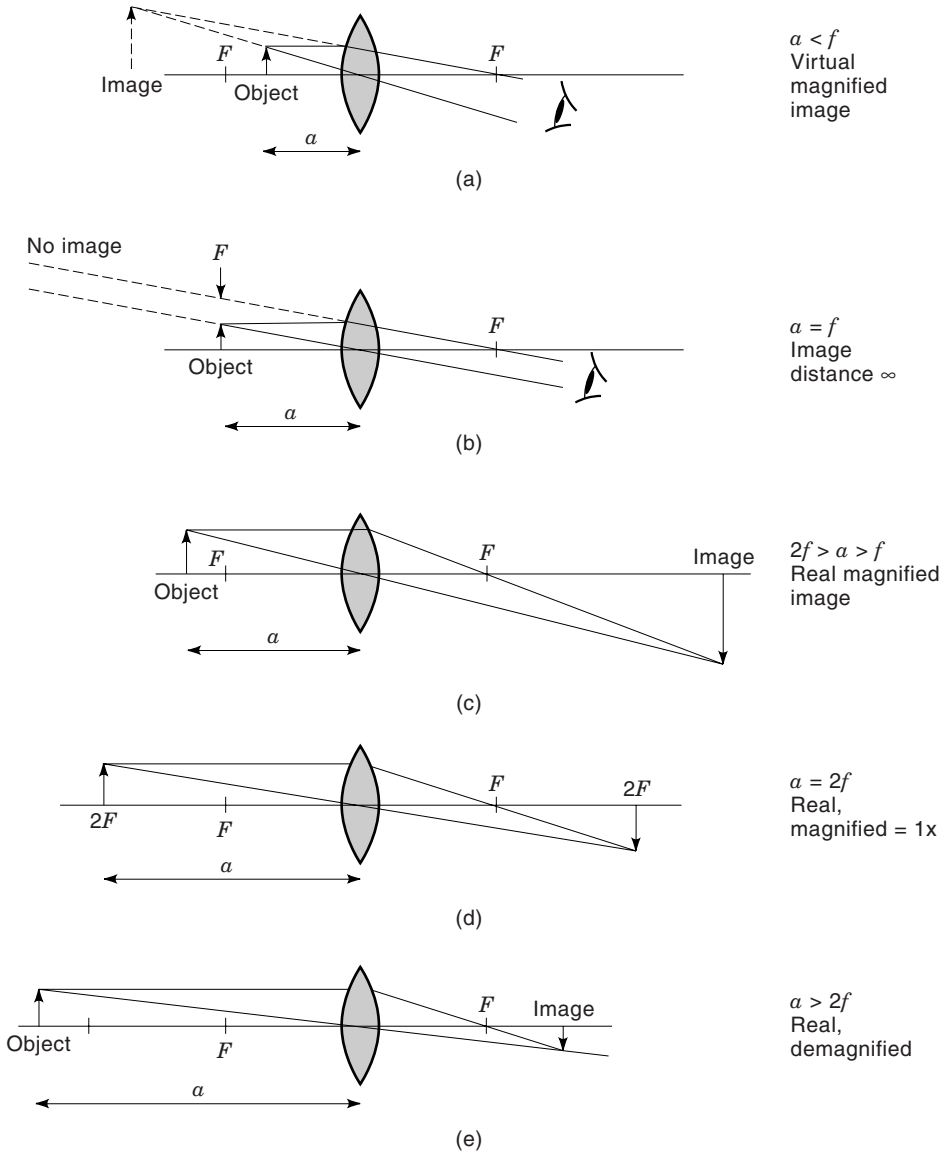 F
F
Image
Object
a
a < f
Virtual
magnified
image
(a)
No image
F
F
Object
a
a = f
Image
distance ∞
(b)
F
F
Image
Object
a
2f > a > f
Real magnified
image
(c)
F
2F
2F
F
a
a = 2f
Real,
magnified = 1x
(d)
F
Image
Object
F
a
a > 2f
Real,
demagnified
(e)